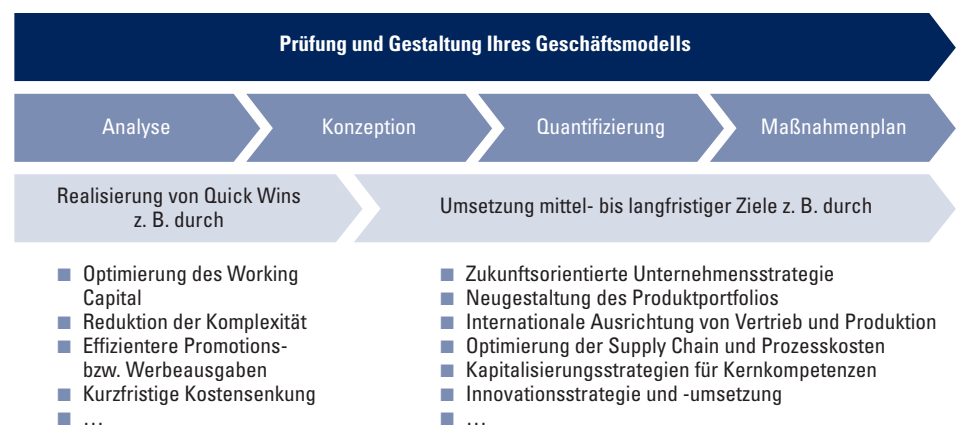 Prüfung und Gestaltung Ihres Geschäftsmodells
Analyse
Konzeption
Quantifizierung
Maßnahmenplan
Realisierung von Quick Wins
z. B. durch
Umsetzung mittel- bis langfristiger Ziele z. B. durch
■ Optimierung des Working
Capital
■ Reduktion der Komplexität
■ Effizientere Promotions-
bzw. Werbeausgaben
■ Kurzfristige Kostensenkung
■ …
■ Zukunftsorientierte Unternehmensstrategie
■ Neugestaltung des Produktportfolios
■ Internationale Ausrichtung von Vertrieb und Produktion
■ Optimierung der Supply Chain und Prozesskosten
■ Kapitalisierungsstrategien für Kernkompetenzen
■ Innovationsstrategie und -umsetzung
■ …